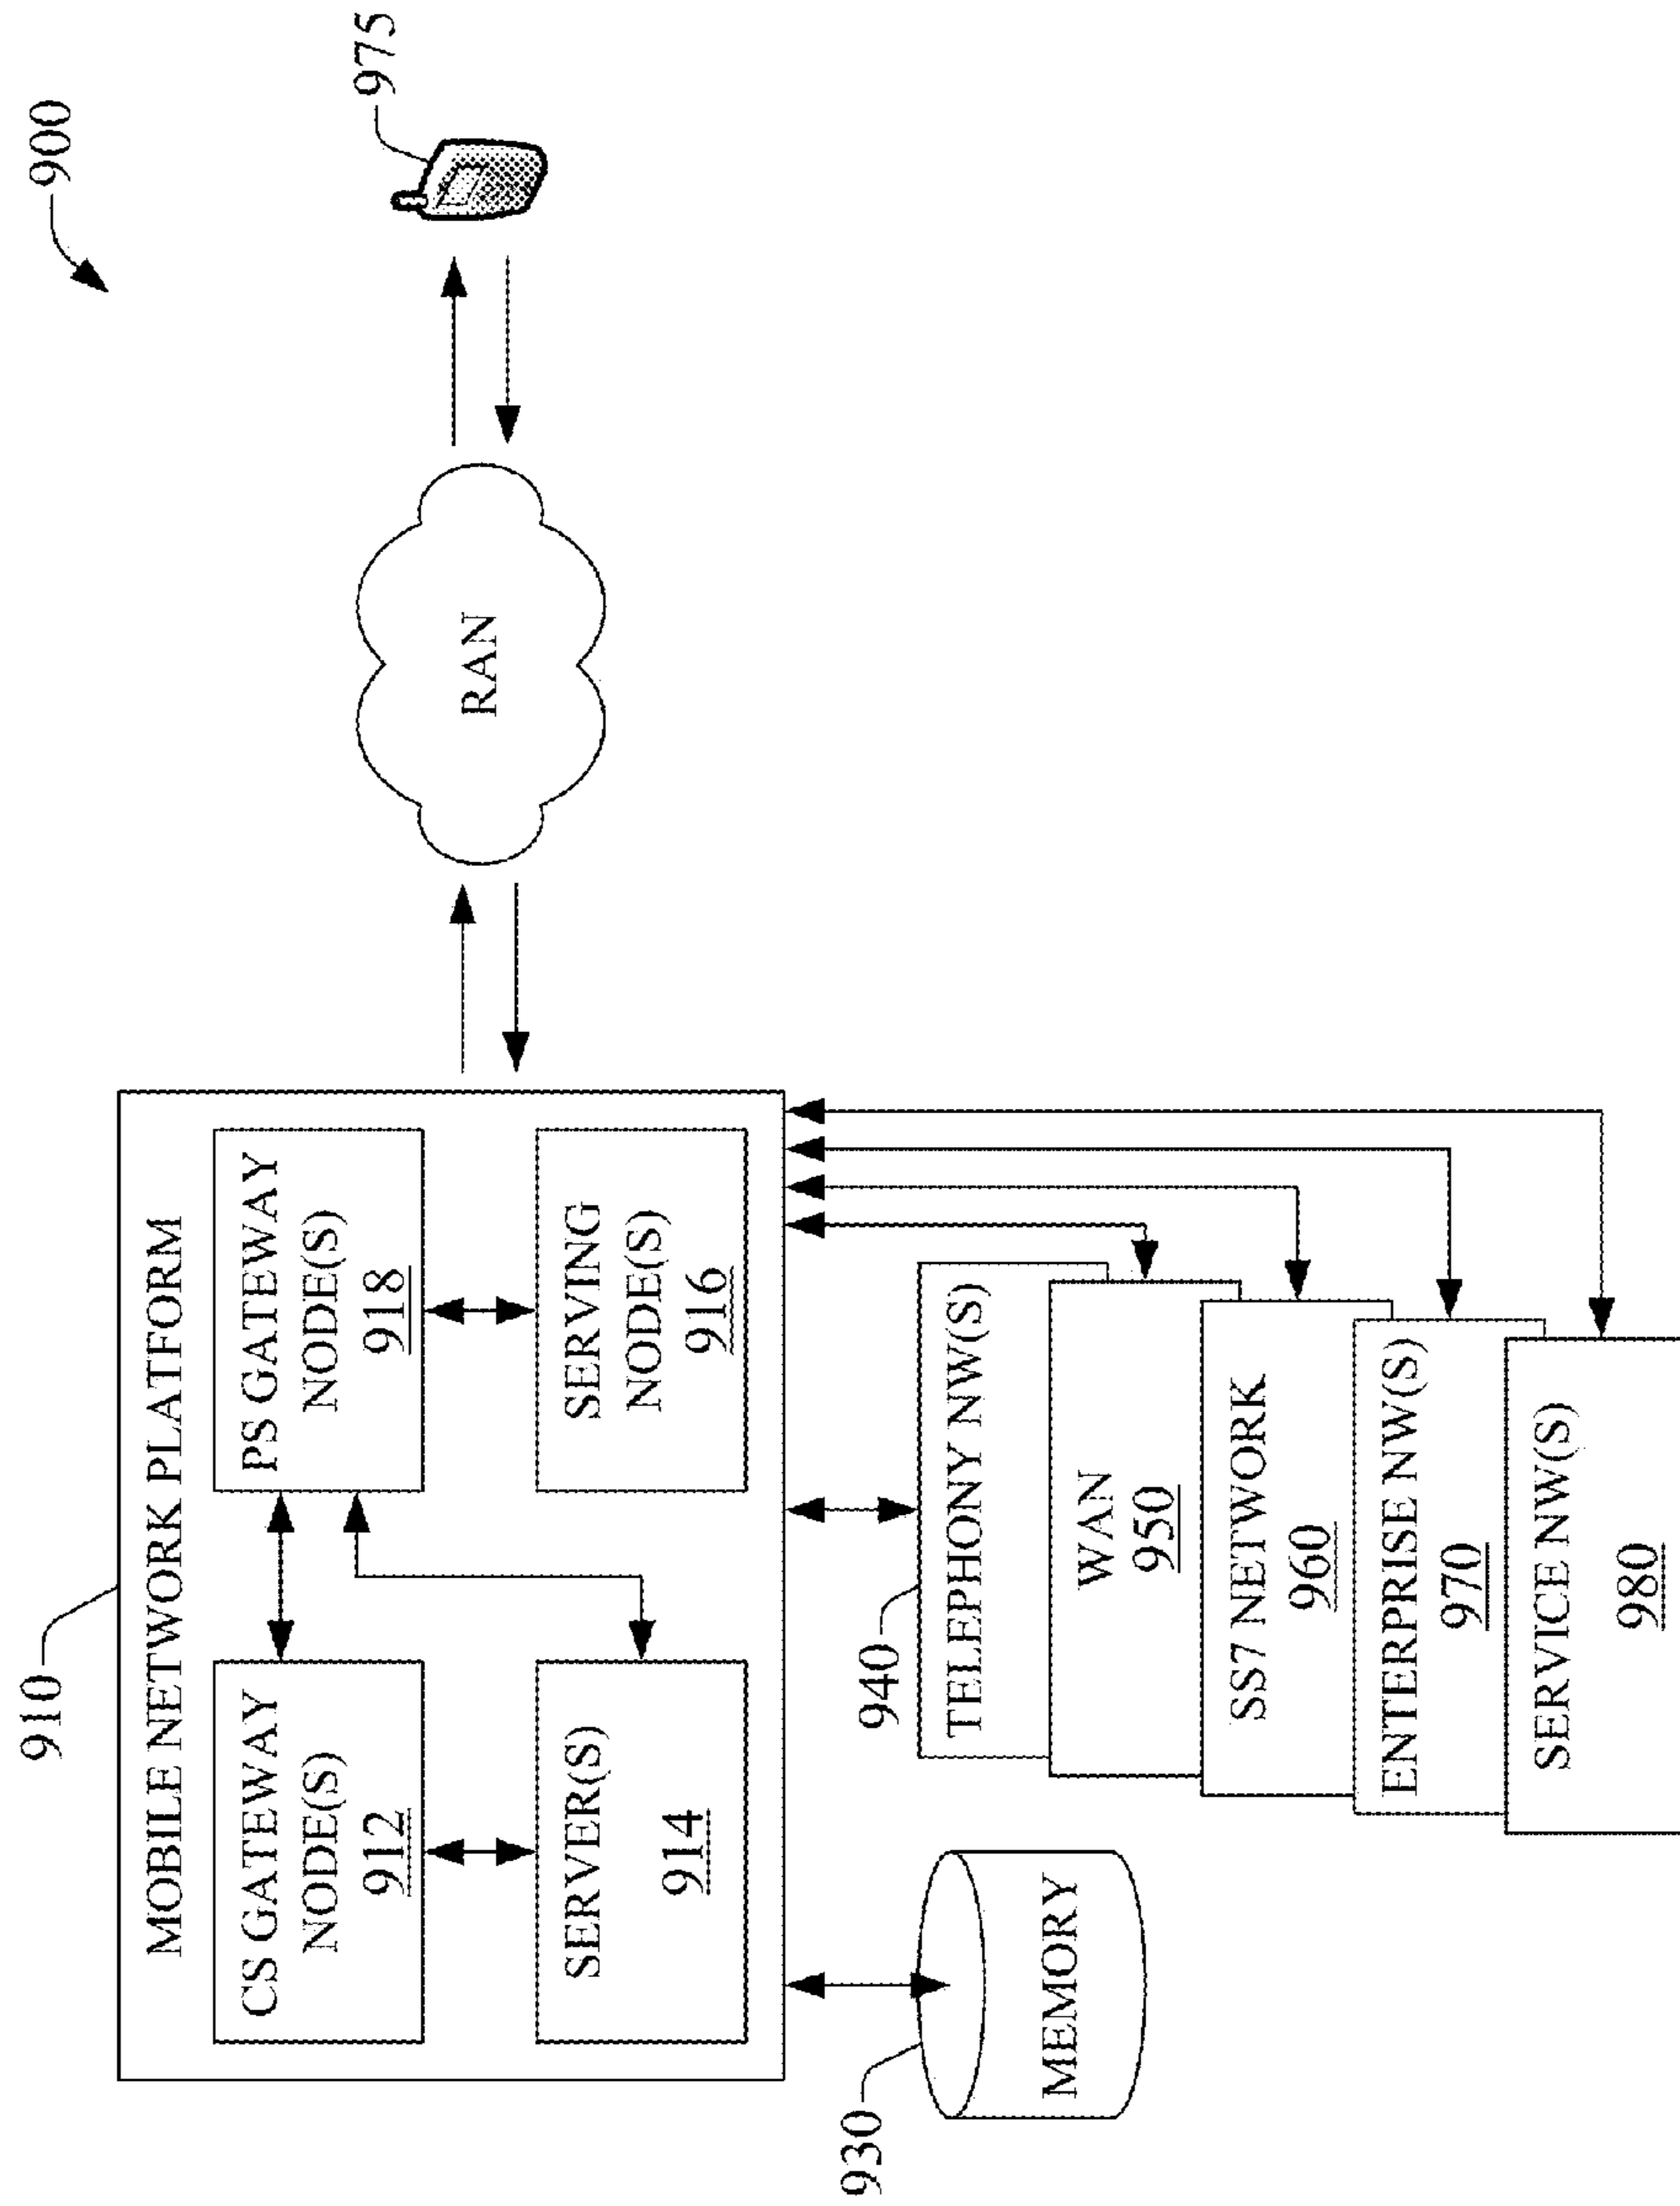 900
910
MOBILE NETWORK PLATFORM
CS GATEWAY
NODE(S)
912
PS GATEWAY
NODE(S)
918
SERVER(S)
914
SERVING
NODE(S)
916
RAN
975
930
MEMORY
940
TELEPHONY NW(S)
WAN
950
SS7 NETWORK
960
ENTERPRISE NW(S)
970
SERVICE NW(S)
980